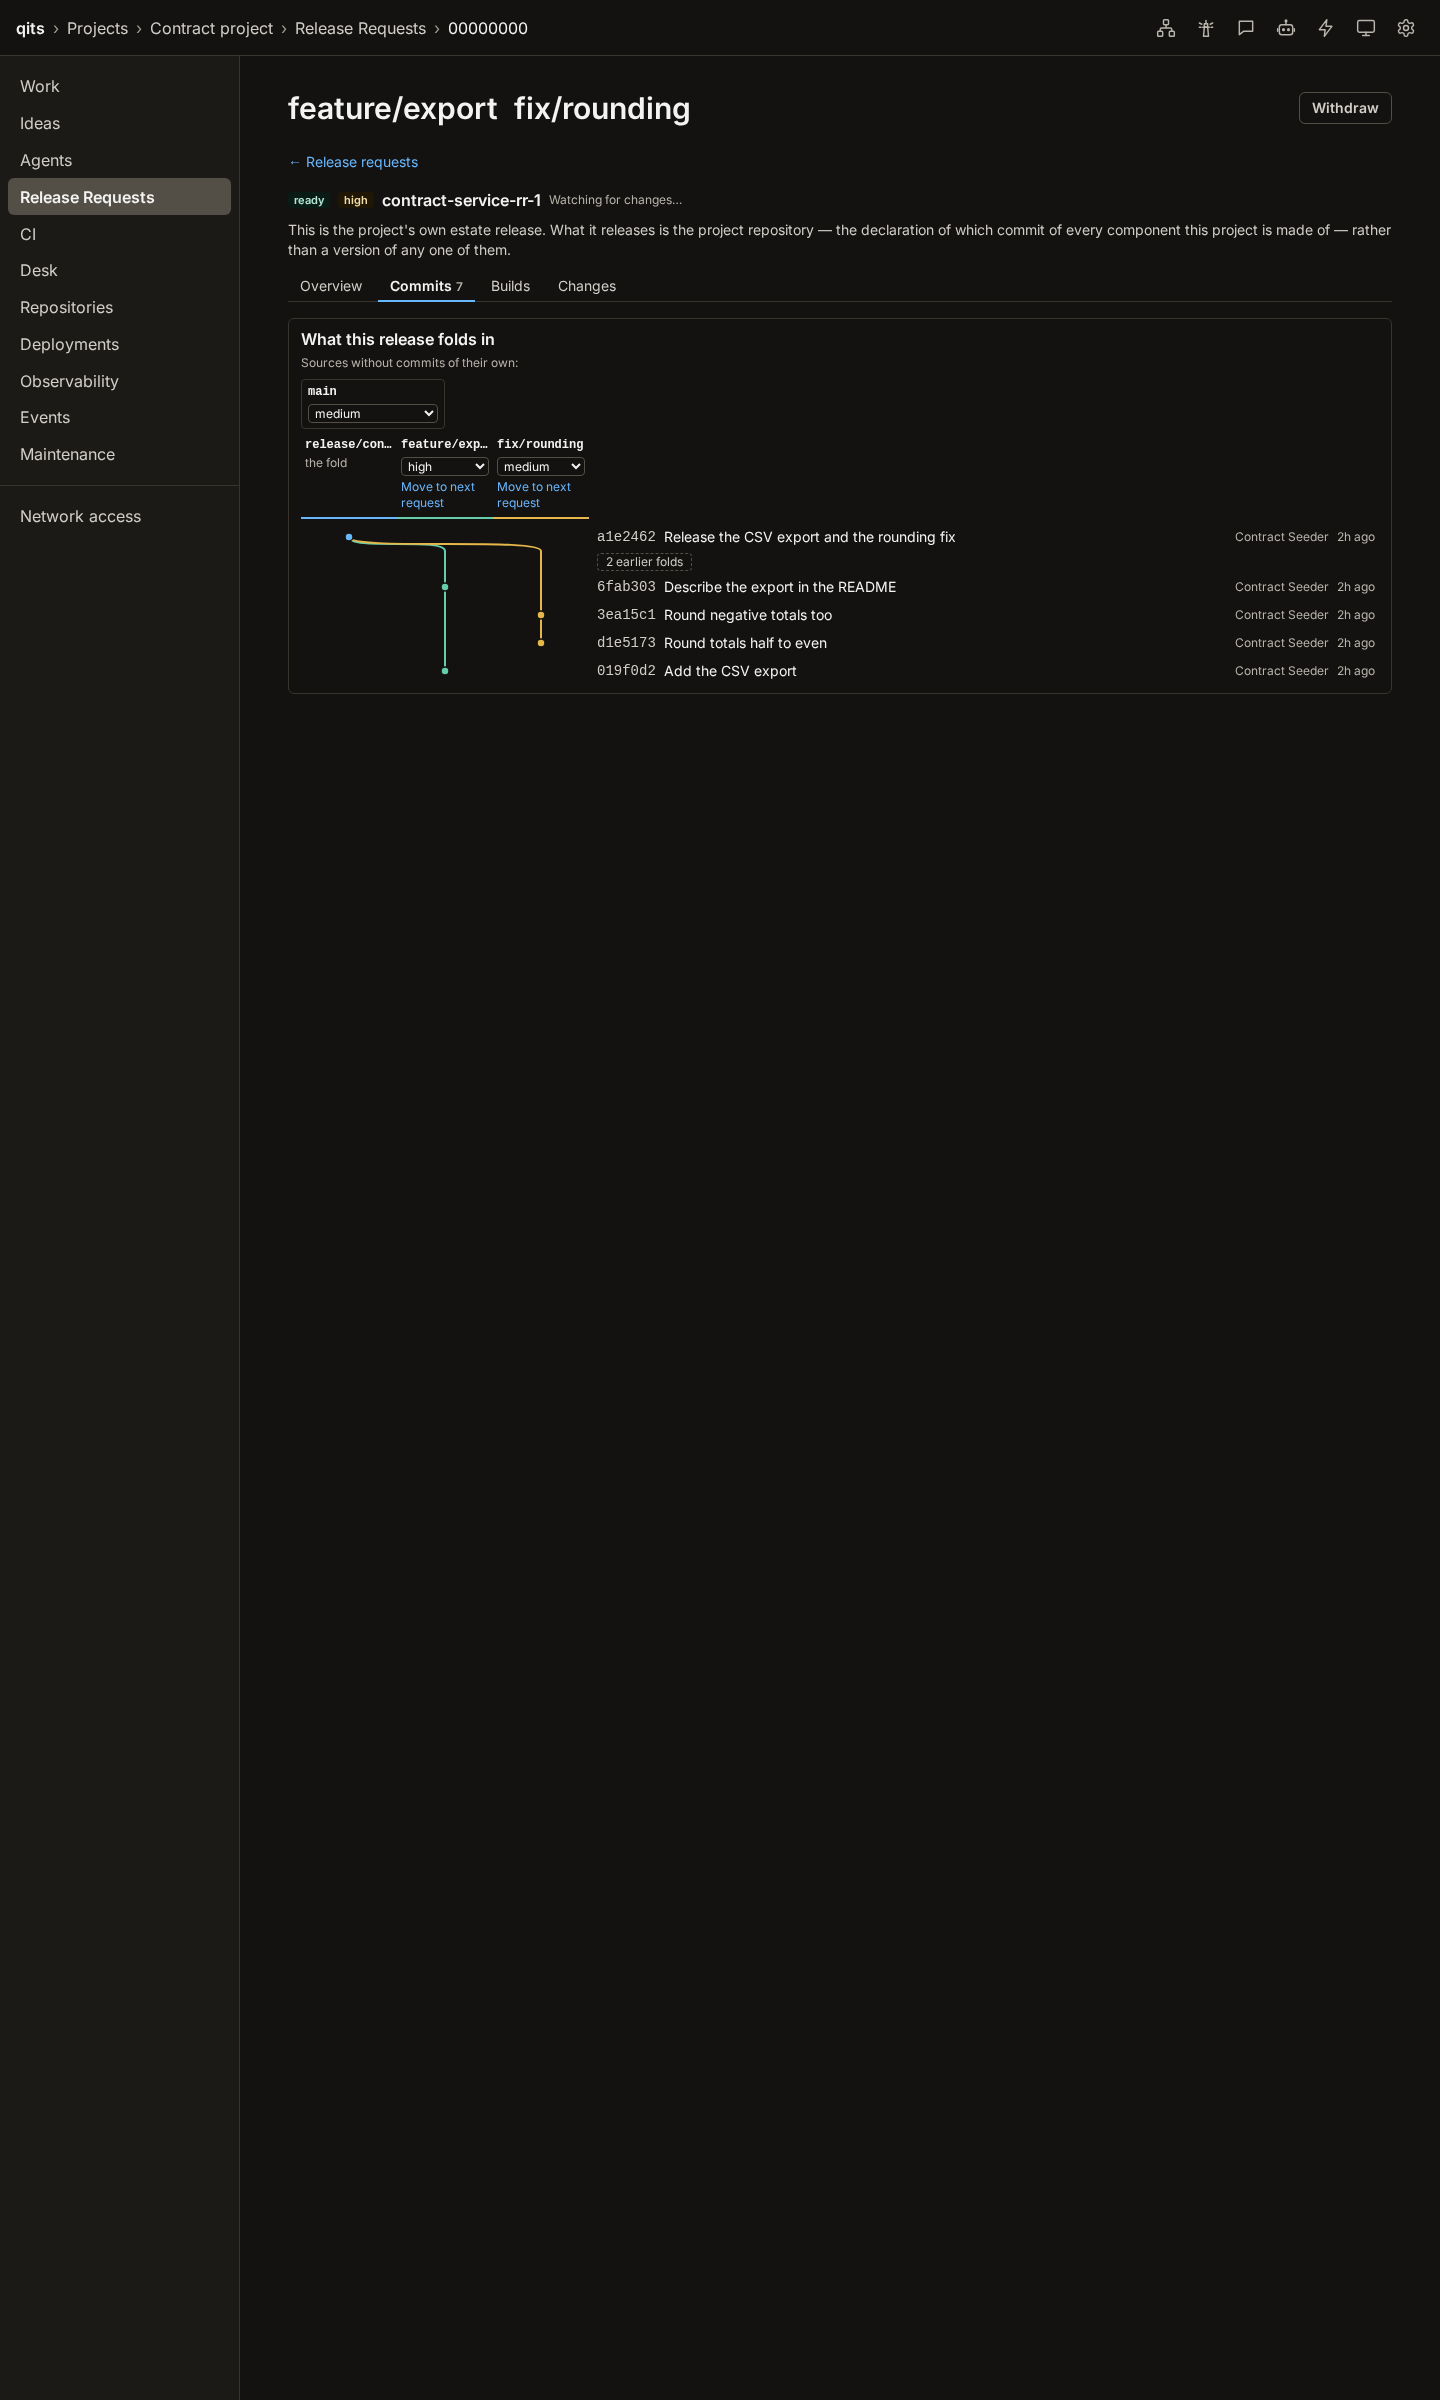 qits › Projects › Contract project › Release Requests › 00000000
Work
Ideas
Agents
Release Requests
CI
Desk
Repositories
Deployments
Observability
Events
Maintenance
Network access
feature/export fix/rounding
Withdraw
← Release requests
ready high contract-service-rr-1 Watching for changes…
This is the project's own estate release. What it releases is the project repository — the declaration of which commit of every component this project is made of — rather
than a version of any one of them.
Overview Commits 7 Builds Changes
What this release folds in
Sources without commits of their own:
main
medium
release/con… feature/exp… fix/rounding
the fold high medium
Move to next request Move to next request
a1e2462 Release the CSV export and the rounding fix Contract Seeder 2h ago
2 earlier folds
6fab303 Describe the export in the README Contract Seeder 2h ago
3ea15c1 Round negative totals too Contract Seeder 2h ago
d1e5173 Round totals half to even Contract Seeder 2h ago
019f0d2 Add the CSV export Contract Seeder 2h ago